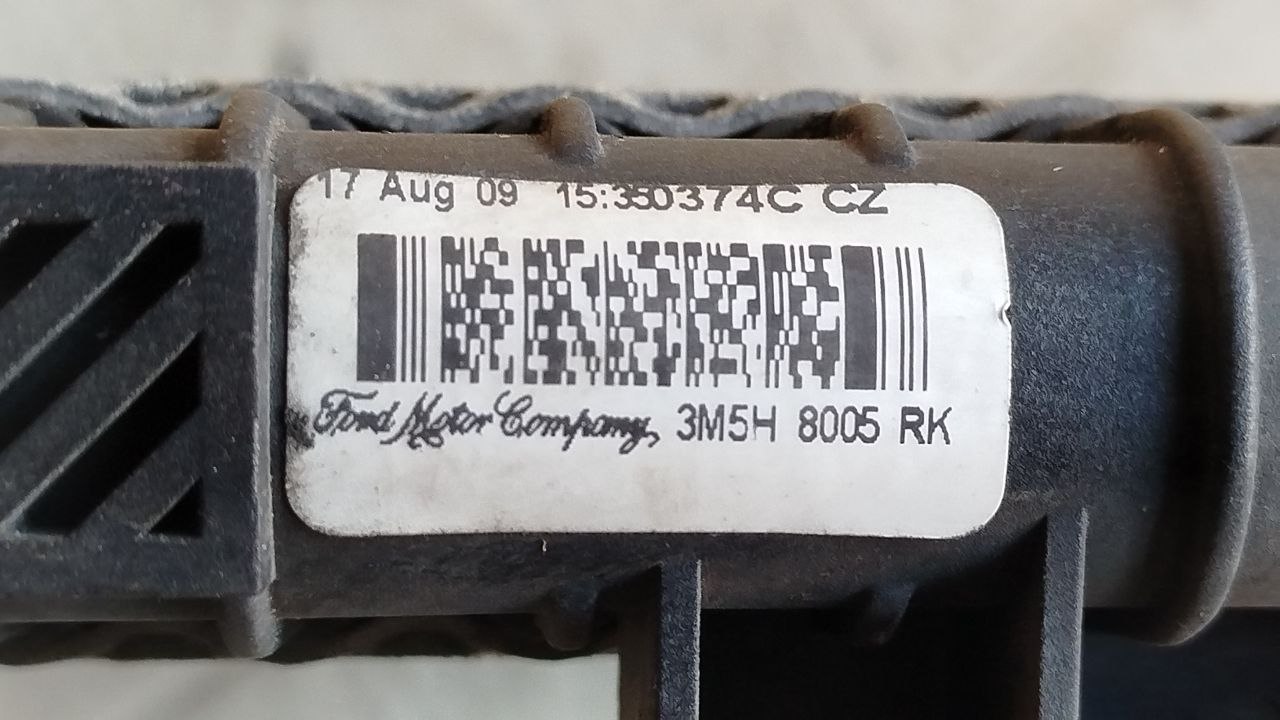 17 Aug 09 15:350374C CZ
Ford Motor Company, 3M5H 8005 RK